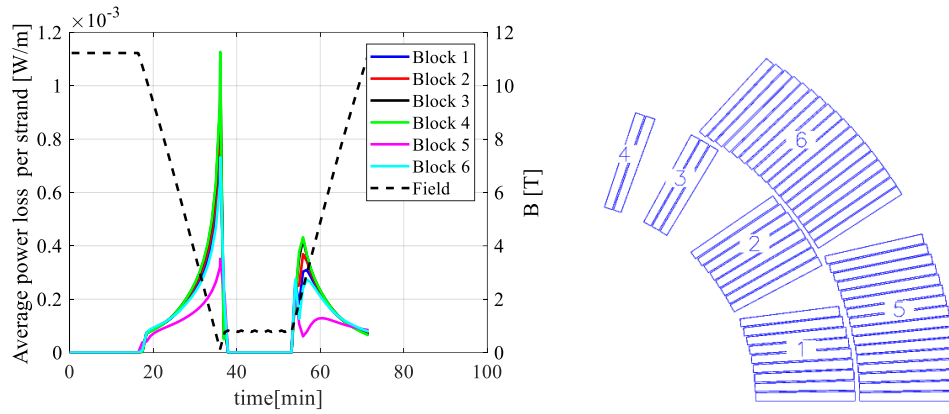 ×10⁻³
1.2
1
0.8
0.6
0.4
0.2
0
Average power loss per strand [W/m]
12
10
8
6
4
2
0
B [T]
0 20 40 60 80 100
time[min]
Block 1
Block 2
Block 3
Block 4
Block 5
Block 6
Field
4
3
6
2
5
1